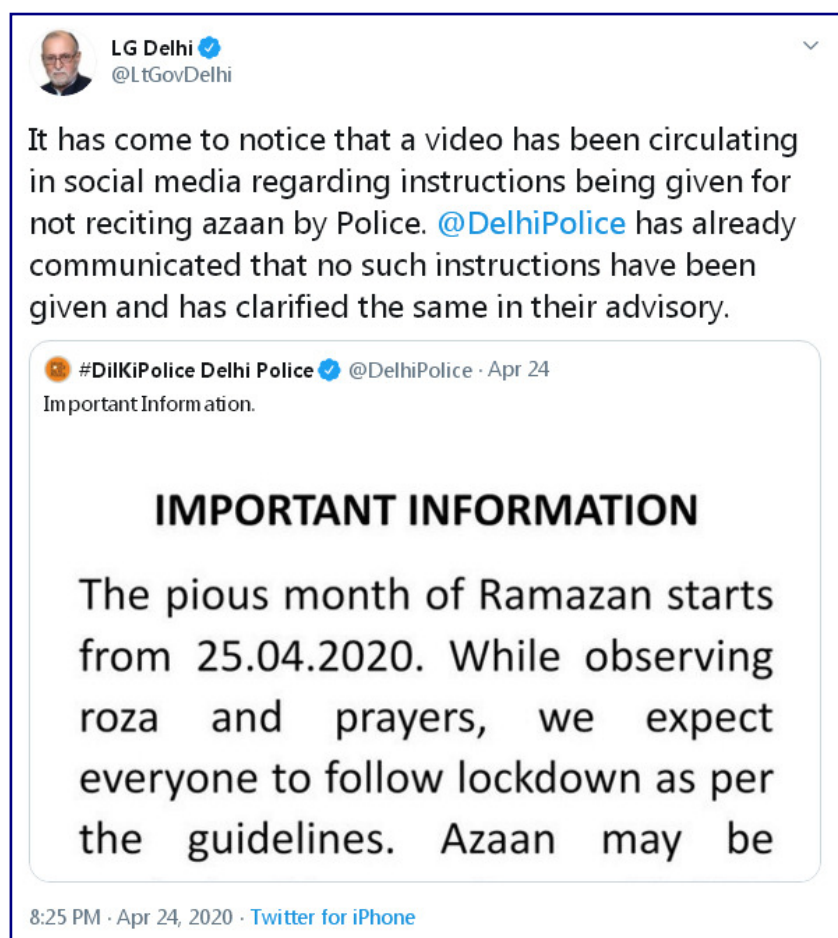 LG Delhi
@LtGovDelhi
It has come to notice that a video has been circulating
in social media regarding instructions being given for
not reciting azaan by Police. @DelhiPolice has already
communicated that no such instructions have been
given and has clarified the same in their advisory.
#DilKiPolice Delhi Police @DelhiPolice · Apr 24
Important Information.
IMPORTANT INFORMATION
The pious month of Ramazan starts
from 25.04.2020. While observing
roza and prayers, we expect
everyone to follow lockdown as per
the guidelines. Azaan may be
8:25 PM · Apr 24, 2020 · Twitter for iPhone